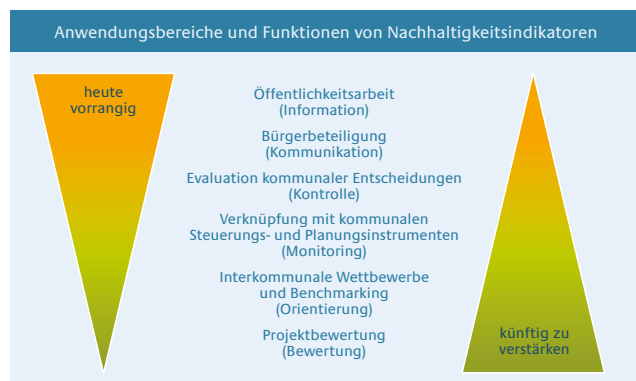 Anwendungsbereiche und Funktionen von Nachhaltigkeitsindikatoren
heute
vorrangig
Öffentlichkeitsarbeit
(Information)
Bürgerbeteiligung
(Kommunikation)
Evaluation kommunaler Entscheidungen
(Kontrolle)
Verknüpfung mit kommunalen
Steuerungs- und Planungsinstrumenten
(Monitoring)
Interkommunale Wettbewerbe
und Benchmarking
(Orientierung)
Projektbewertung
(Bewertung)
künftig zu
verstärken